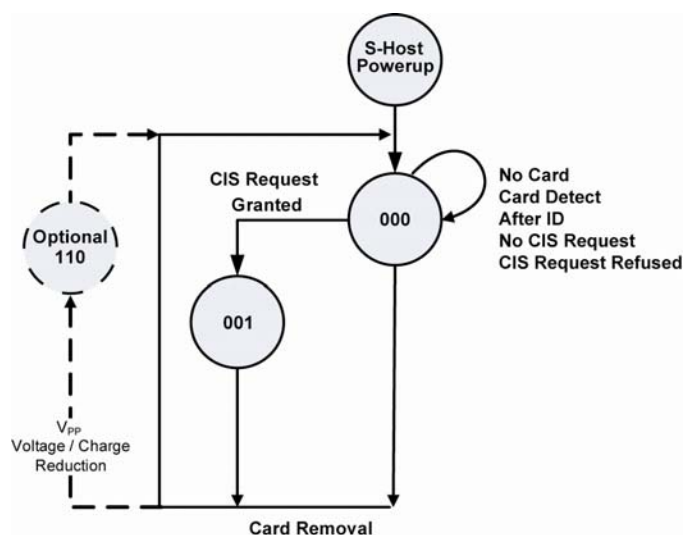 S-Host
Powerup
CIS Request
Granted
000
No Card
Card Detect
After ID
No CIS Request
CIS Request Refused
Optional
110
001
VPP
Voltage / Charge
Reduction
Card Removal